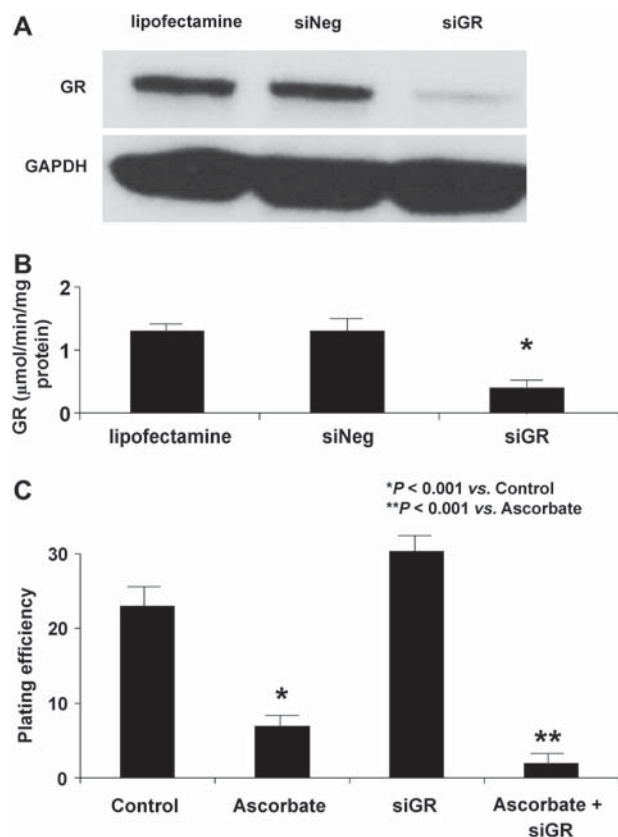 A
lipofectamine siNeg siGR
GR
GAPDH
B
GR (µmol/min/mg
protein)
2
1
0
*
lipofectamine siNeg siGR
C
*P < 0.001 vs. Control
**P < 0.001 vs. Ascorbate
Plating efficiency
30
20
10
0
*
**
Control Ascorbate siGR Ascorbate +
siGR